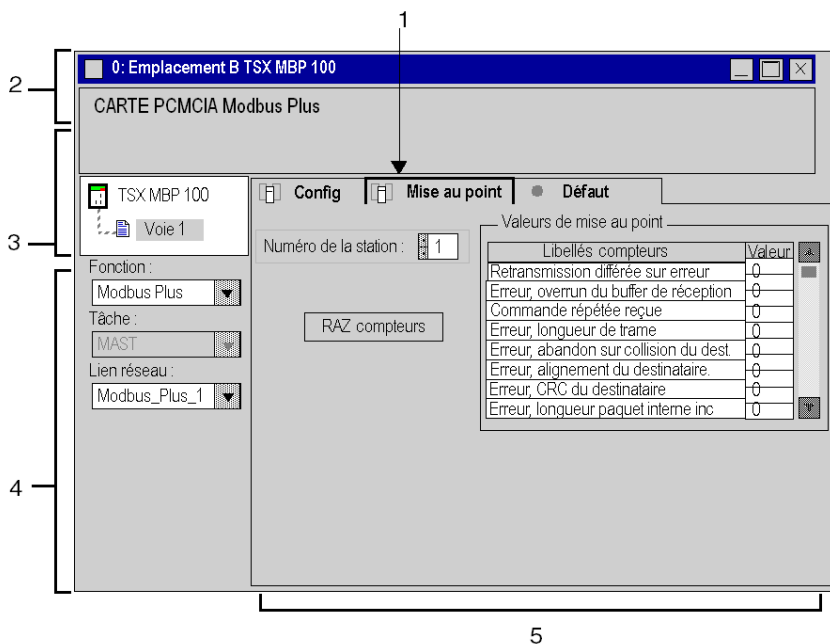 1
2
0: Emplacement B TSX MBP 100
CARTE PCMCIA Modbus Plus
3
TSX MBP 100
Voie 1
Config
Mise au point
Défaut
Numéro de la station : 1
RAZ compteurs
Valeurs de mise au point
Libellés compteurs Valeur
Retransmission différée sur erreur 0
Erreur, overrun du buffer de réception 0
Commande répétée reçue 0
Erreur, longueur de trame 0
Erreur, abandon sur collision du dest. 0
Erreur, alignement du destinataire. 0
Erreur, CRC du destinataire 0
Erreur, longueur paquet interne inc 0
4
Fonction :
Modbus Plus
Tâche :
MAST
Lien réseau :
Modbus_Plus_1
5